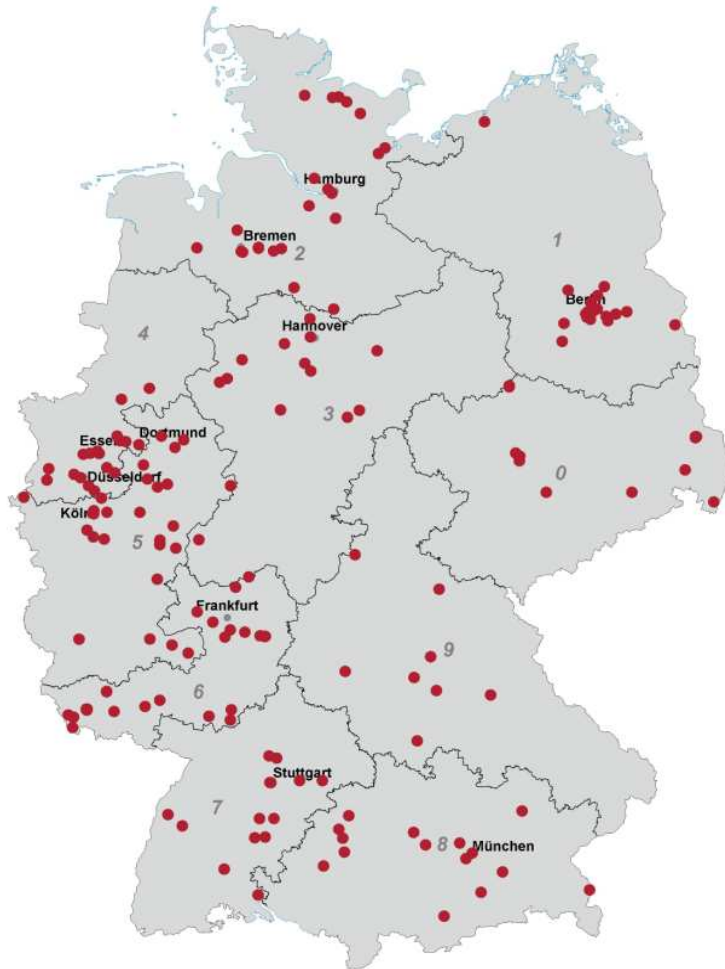 Hamburg
Bremen
2
1
Berlin
Hannover
4
3
Essen
Dortmund
Düsseldorf
0
Köln
5
Frankfurt
9
6
Stuttgart
7
8
München